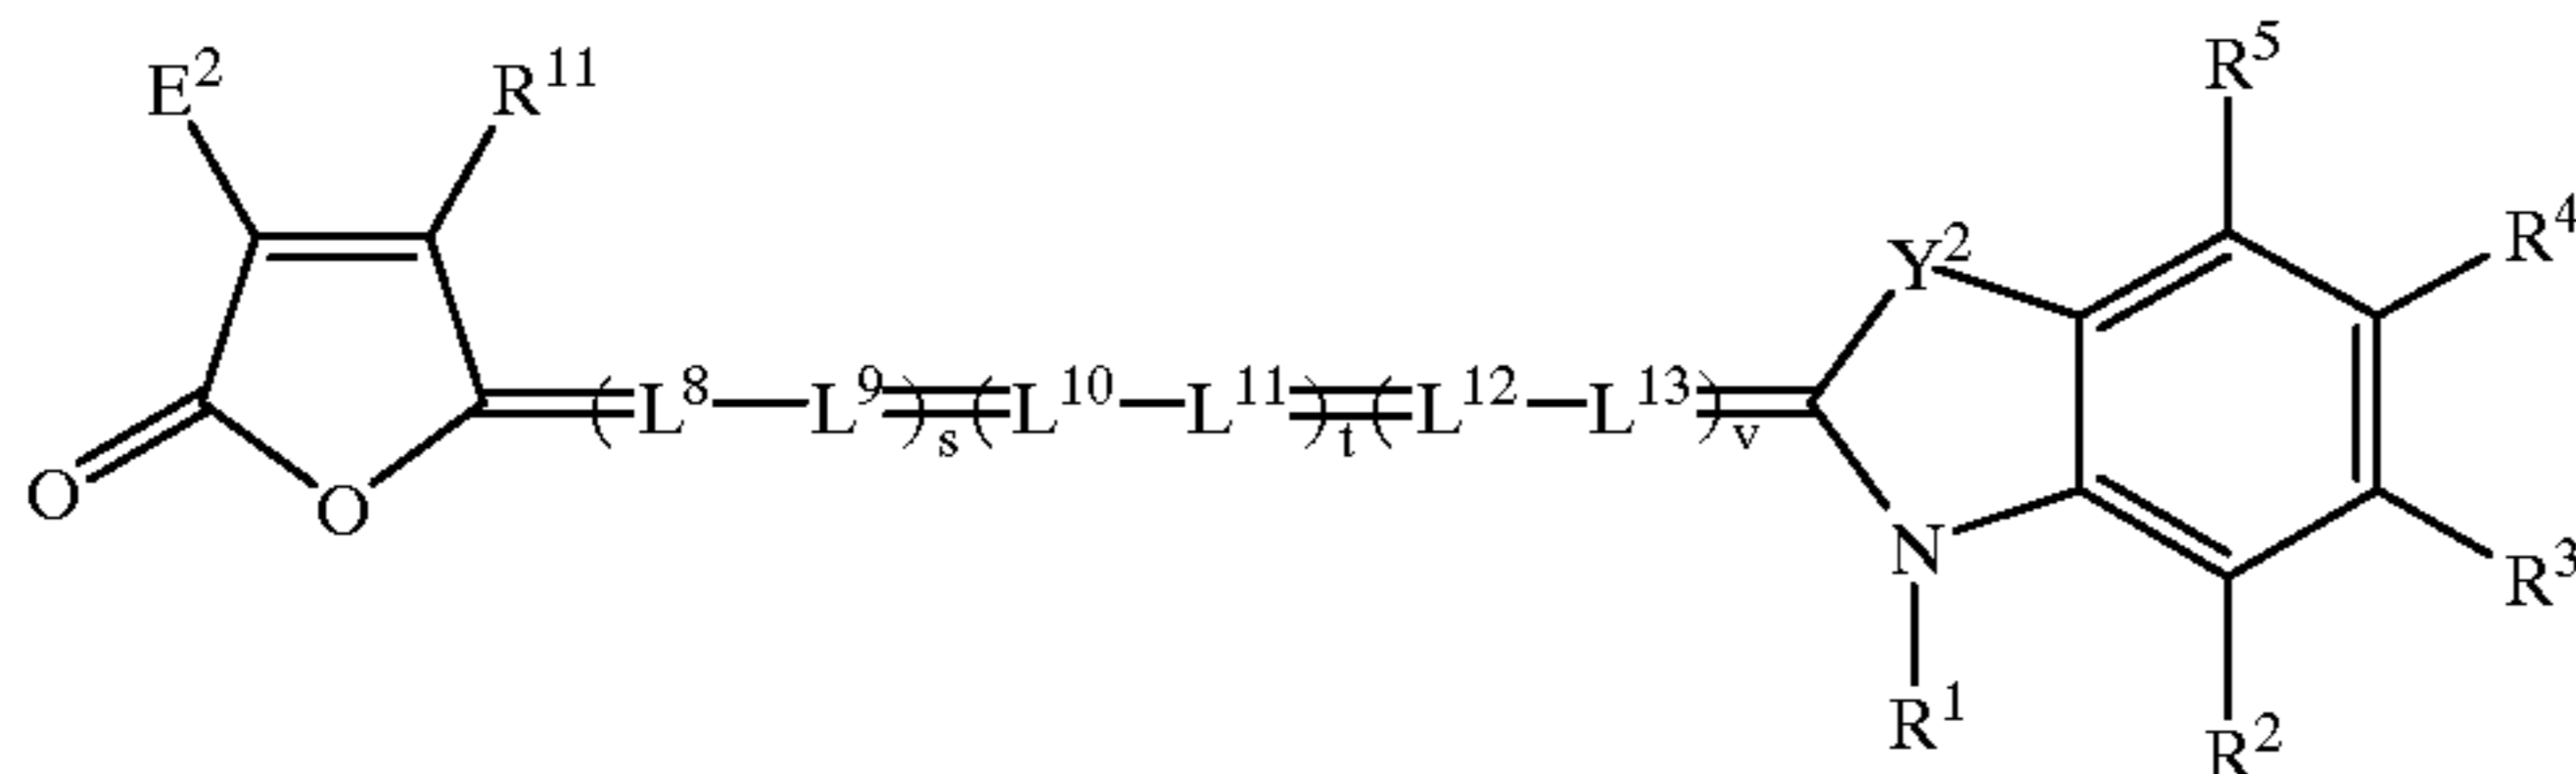 E² R¹¹ R⁵
R⁴
Y²
(L⁸—L⁹)s(L¹⁰—L¹¹)t(L¹²—L¹³)v
O O N R³
R¹ R²